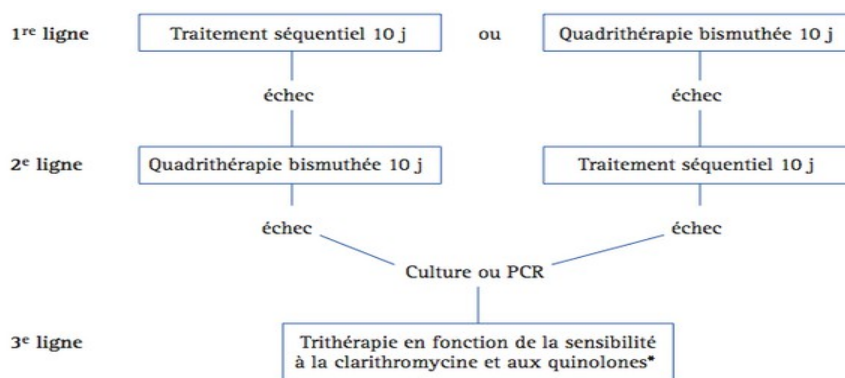 1re ligne Traitement séquentiel 10 j ou Quadrithérapie bismuthée 10 j
échec échec
2e ligne Quadrithérapie bismuthée 10 j Traitement séquentiel 10 j
échec échec
Culture ou PCR
3e ligne Trithérapie en fonction de la sensibilité
à la clarithromycine et aux quinolones*